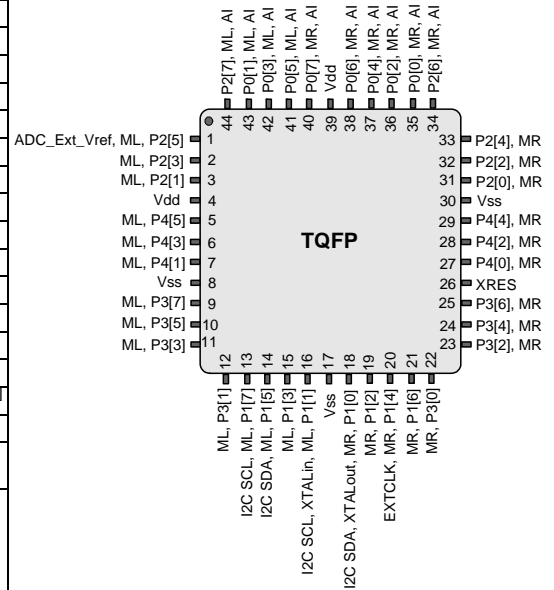 P2[7], ML, AI
P0[1], ML, AI
P0[3], ML, AI
P0[5], ML, AI
P0[7], MR, AI
Vdd
P0[6], MR, AI
P0[4], MR, AI
P0[2], MR, AI
P0[0], MR, AI
P2[6], MR, AI
44 43 42 41 40 39 38 37 36 35 34
ADC_Ext_Vref, ML, P2[5] 1
ML, P2[3] 2
ML, P2[1] 3
Vdd 4
ML, P4[5] 5
ML, P4[3] 6
ML, P4[1] 7
Vss 8
ML, P3[7] 9
ML, P3[5] 10
ML, P3[3] 11
TQFP
33 P2[4], MR
32 P2[2], MR
31 P2[0], MR
30 Vss
29 P4[4], MR
28 P4[2], MR
27 P4[0], MR
26 XRES
25 P3[6], MR
24 P3[4], MR
23 P3[2], MR
12 13 14 15 16 17 18 19 20 21 22
ML, P3[1]
I2C SCL, ML, P1[7]
I2C SDA, ML, P1[5]
ML, P1[3]
I2C SCL, XTALin, ML, P1[1]
Vss
I2C SDA, XTALout, MR, P1[0]
MR, P1[2]
EXTCLK, MR, P1[4]
MR, P1[6]
MR, P3[0]